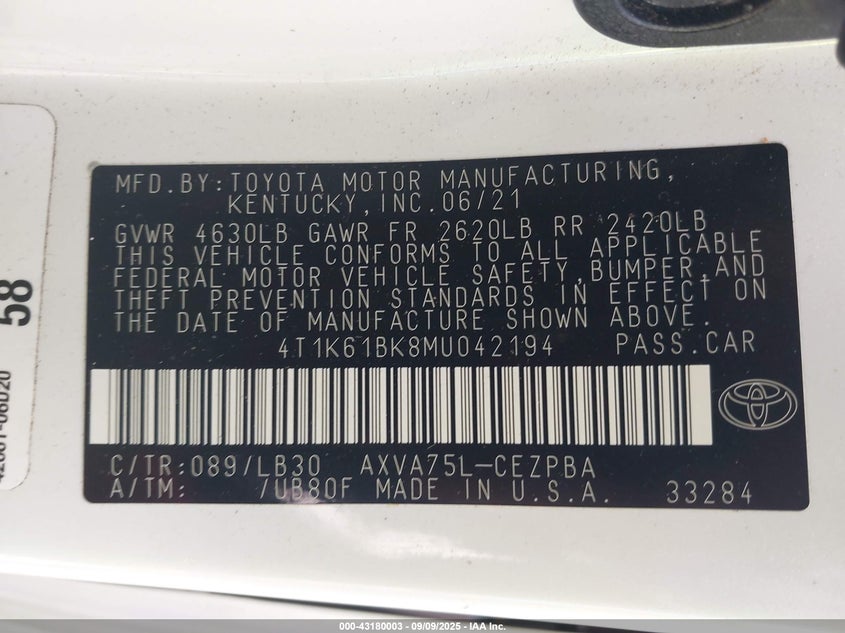 MFD.BY:TOYOTA MOTOR MANUFACTURING,
KENTUCKY,INC.06/21
GVWR 4630LB GAWR FR 2620LB RR 2420LB
THIS VEHICLE CONFORMS TO ALL APPLICABLE
FEDERAL MOTOR VEHICLE SAFETY,BUMPER,AND
THEFT PREVENTION STANDARDS IN EFFECT ON
THE DATE OF MANUFACTURE SHOWN ABOVE.
4T1K61BK8MU042194 PASS.CAR
C/TR:089/LB30 AXVA75L-CEZPBA
A/TM: /UB80F MADE IN U.S.A. 33284
58
000-43180003 - 09/09/2025 - IAA Inc.